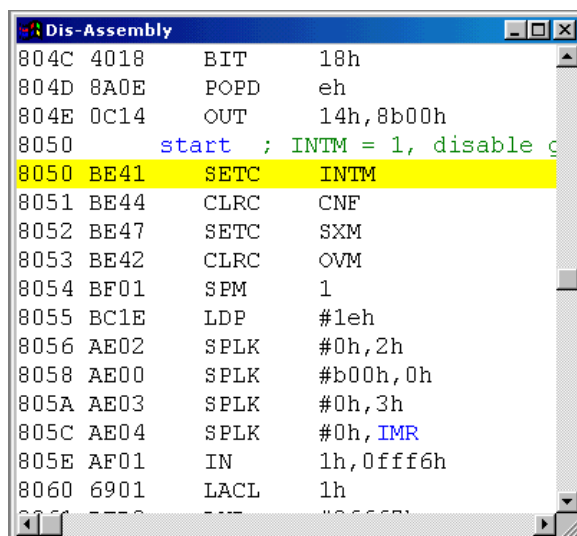 Dis-Assembly
804C 4018 BIT 18h
804D 8A0E POPD eh
804E 0C14 OUT 14h,8b00h
8050 start ; INTM = 1, disable g
8050 BE41 SETC INTM
8051 BE44 CLRC CNF
8052 BE47 SETC SXM
8053 BE42 CLRC OVM
8054 BF01 SPM 1
8055 BC1E LDP #1eh
8056 AE02 SPLK #0h,2h
8058 AE00 SPLK #b00h,0h
805A AE03 SPLK #0h,3h
805C AE04 SPLK #0h,IMR
805E AF01 IN 1h,0fff6h
8060 6901 LACL 1h